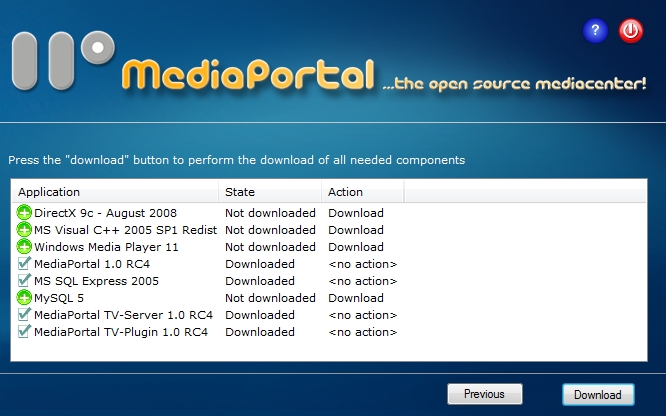 ?
MediaPortal ...the open source mediacenter!
Press the "download" button to perform the download of all needed components
Application State Action
DirectX 9c - August 2008 Not downloaded Download
MS Visual C++ 2005 SP1 Redist Not downloaded Download
Windows Media Player 11 Not downloaded Download
MediaPortal 1.0 RC4 Downloaded <no action>
MS SQL Express 2005 Downloaded <no action>
MySQL 5 Not downloaded Download
MediaPortal TV-Server 1.0 RC4 Downloaded <no action>
MediaPortal TV-Plugin 1.0 RC4 Downloaded <no action>
Previous Download